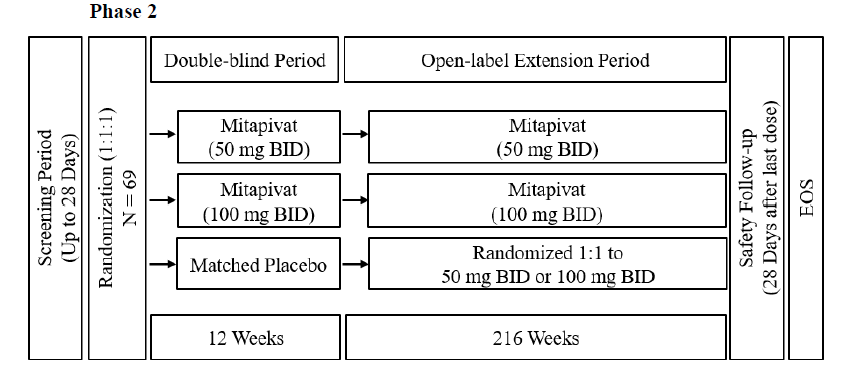 Phase 2
Screening Period
(Up to 28 Days)
Randomization (1:1:1)
N = 69
Double-blind Period
Open-label Extension Period
Mitapivat
(50 mg BID)
Mitapivat
(50 mg BID)
Mitapivat
(100 mg BID)
Mitapivat
(100 mg BID)
Matched Placebo
Randomized 1:1 to
50 mg BID or 100 mg BID
12 Weeks
216 Weeks
Safety Follow-up
(28 Days after last dose)
EOS